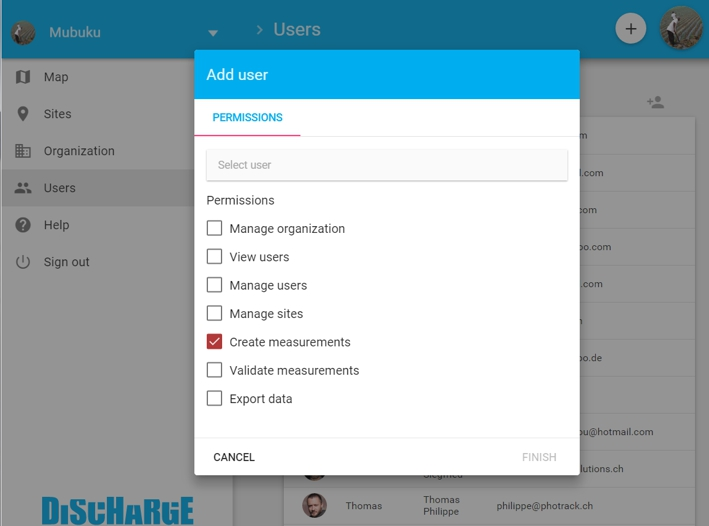 Mubuku
Users
Map
Sites
Organization
Users
Help
Sign out
DiSCHARGE
Add user
PERMISSIONS
Select user
Permissions
Manage organization
View users
Manage users
Manage sites
Create measurements
Validate measurements
Export data
CANCEL
FINISH
m
l.com
com
oo.com
.com
oo.de
ou@hotmail.com
lutions.ch
Thomas
Thomas
Philippe
philippe@photrack.ch